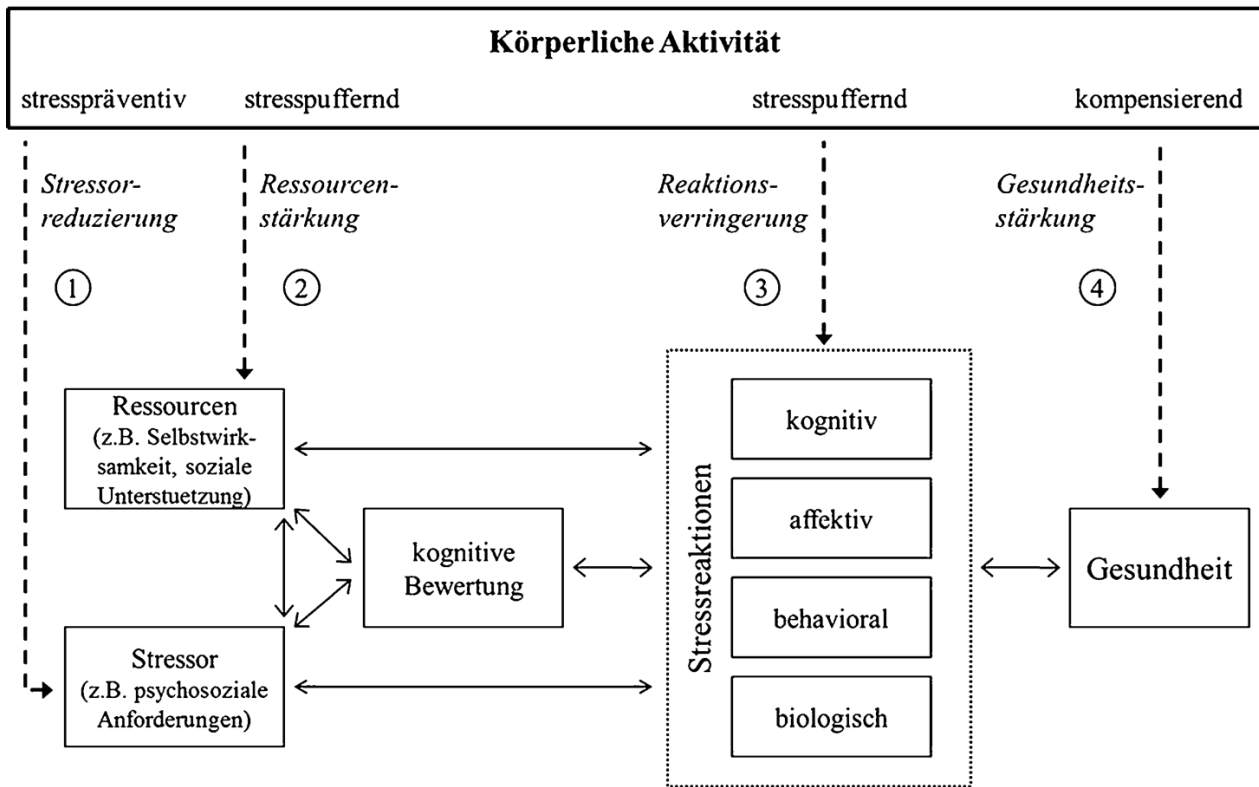 Körperliche Aktivität
stresspräventiv
stresspuffernd
stresspuffernd
kompensierend
Stressor-
reduzierung
1
Ressourcen-
stärkung
2
Reaktions-
verringerung
3
Gesundheits-
stärkung
4
Ressourcen
(z.B. Selbstwirk-
samkeit, soziale
Unterstuetzung)
kognitive
Bewertung
Stressor
(z.B. psychosoziale
Anforderungen)
Stressreaktionen
kognitiv
affektiv
behavioral
biologisch
Gesundheit